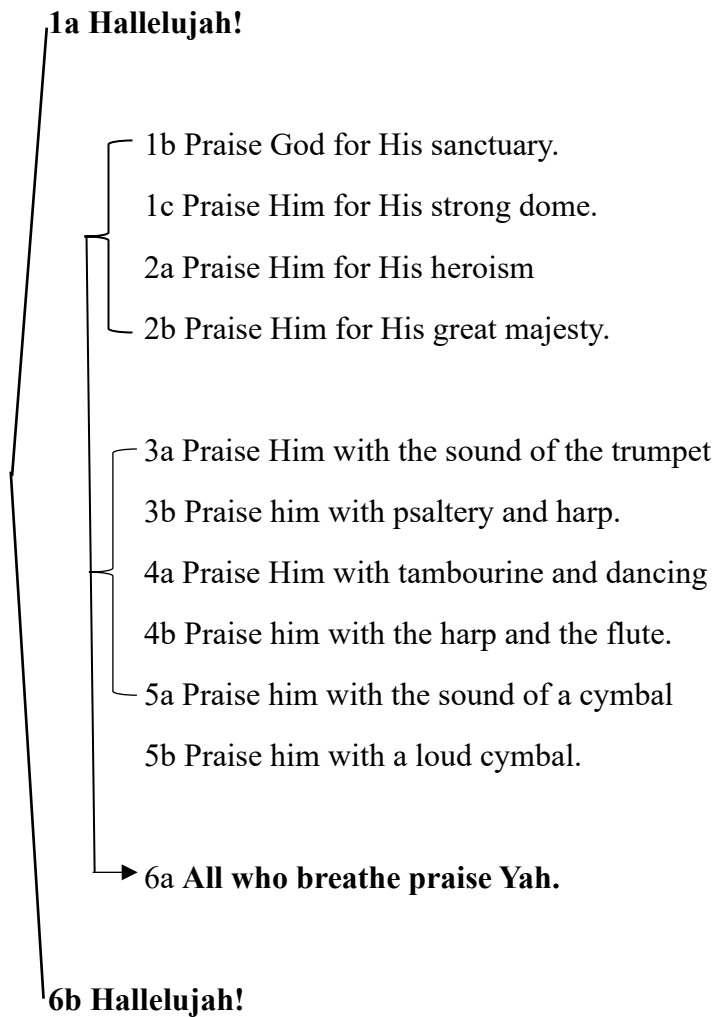 1a Hallelujah!
1b Praise God for His sanctuary.
1c Praise Him for His strong dome.
2a Praise Him for His heroism
2b Praise Him for His great majesty.
3a Praise Him with the sound of the trumpet
3b Praise him with psaltery and harp.
4a Praise Him with tambourine and dancing
4b Praise him with the harp and the flute.
5a Praise him with the sound of a cymbal
5b Praise him with a loud cymbal.
6a All who breathe praise Yah.
6b Hallelujah!